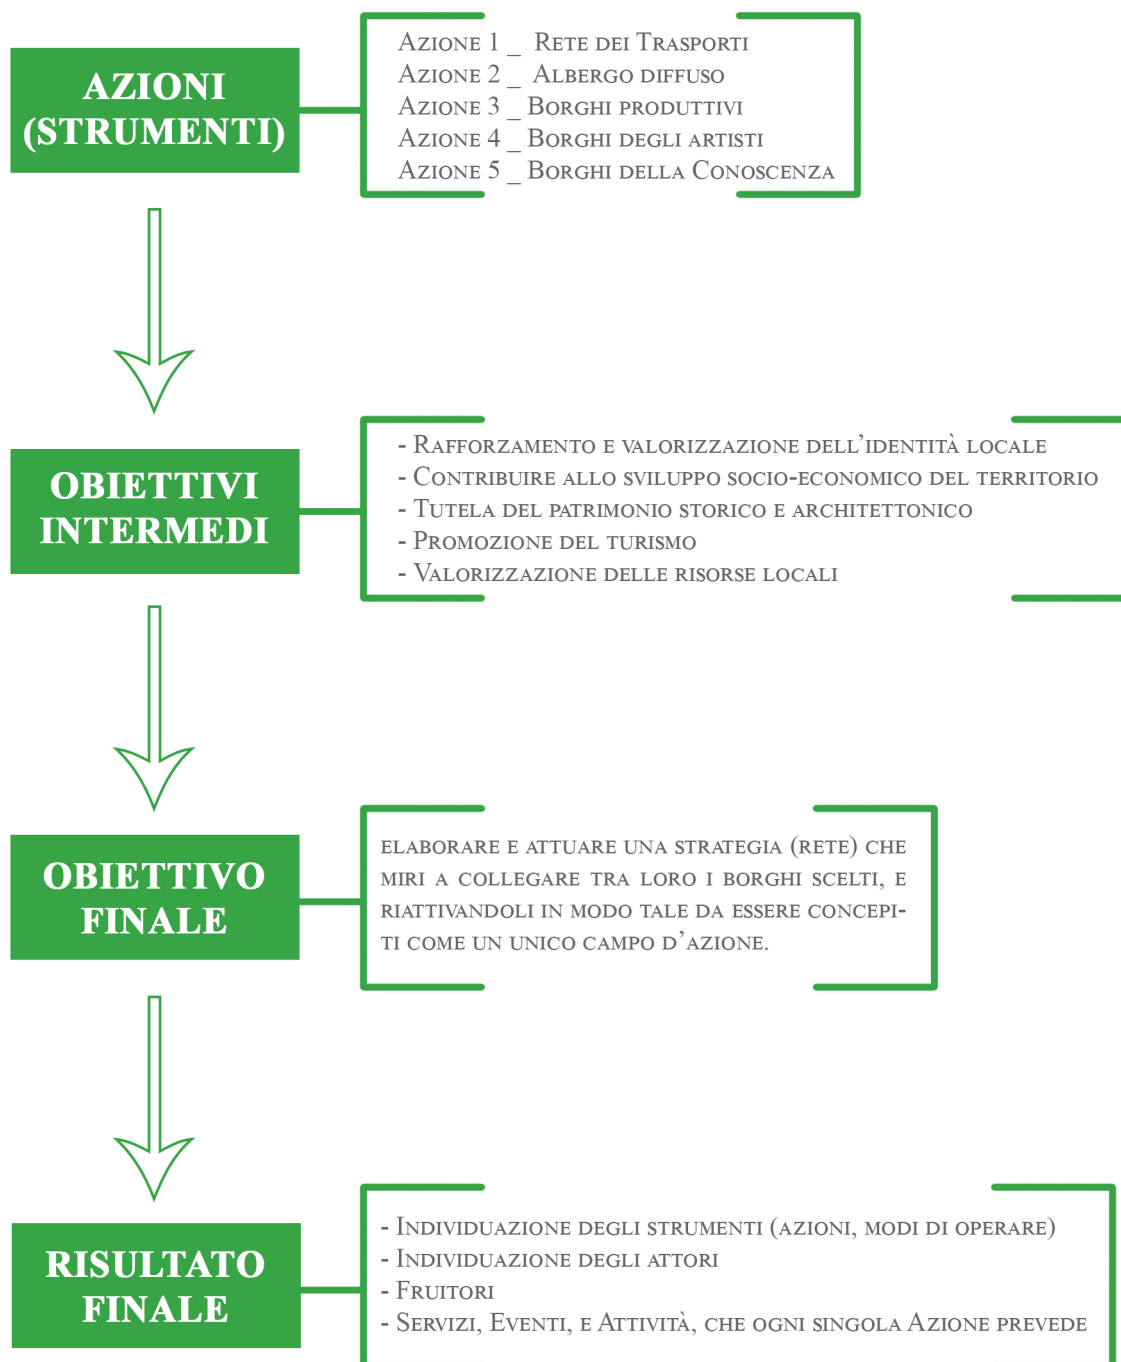 AZIONI
(STRUMENTI)
Azione 1 _ Rete dei Trasporti
Azione 2 _ Albergo diffuso
Azione 3 _ Borghi produttivi
Azione 4 _ Borghi degli artisti
Azione 5 _ Borghi della Conoscenza
OBIETTIVI
INTERMEDI
- Rafforzamento e valorizzazione dell'identità locale
- Contribuire allo sviluppo socio-economico del territorio
- Tutela del patrimonio storico e architettonico
- Promozione del turismo
- Valorizzazione delle risorse locali
OBIETTIVO
FINALE
elaborare e attuare una strategia (rete) che
miri a collegare tra loro i borghi scelti, e
riattivandoli in modo tale da essere concepi-
ti come un unico campo d'azione.
RISULTATO
FINALE
- Individuazione degli strumenti (azioni, modi di operare)
- Individuazione degli attori
- Fruitori
- Servizi, Eventi, e Attività, che ogni singola Azione prevede